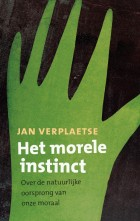 JAN VERPLAETSE
Het morele
instinct
Over de natuurlijke
oorsprong van
onze moraal